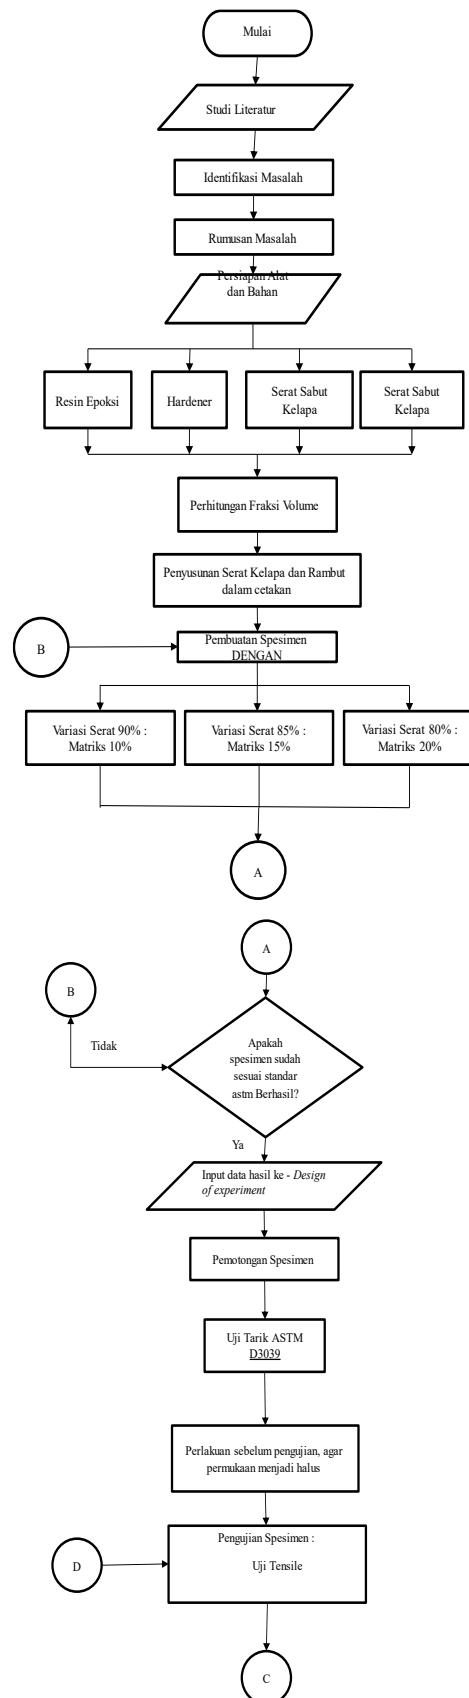 Mulai
Studi Literatur
Identifikasi Masalah
Rumusan Masalah
Persiapan Alat
dan Bahan
Resin Epoksi
Hardener
Serat Sabut
Kelapa
Serat Sabut
Kelapa
Perhitungan Fraksi Volume
Penyusunan Serat Kelapa dan Rambut
dalam cetakan
B
Pembuatan Spesimen
DENGAN
Variasi Serat 90% :
Matriks 10%
Variasi Serat 85% :
Matriks 15%
Variasi Serat 80% :
Matriks 20%
A
A
B
Tidak
Apakah
spesimen sudah
sesuai standar
astm Berhasil?
Ya
Input data hasil ke - Design
of experiment
Pemotongan Spesimen
Uji Tarik ASTM
D3039
Perlakuan sebelum pengujian, agar
permukaan menjadi halus
Pengujian Spesimen :
D
Uji Tensile
C